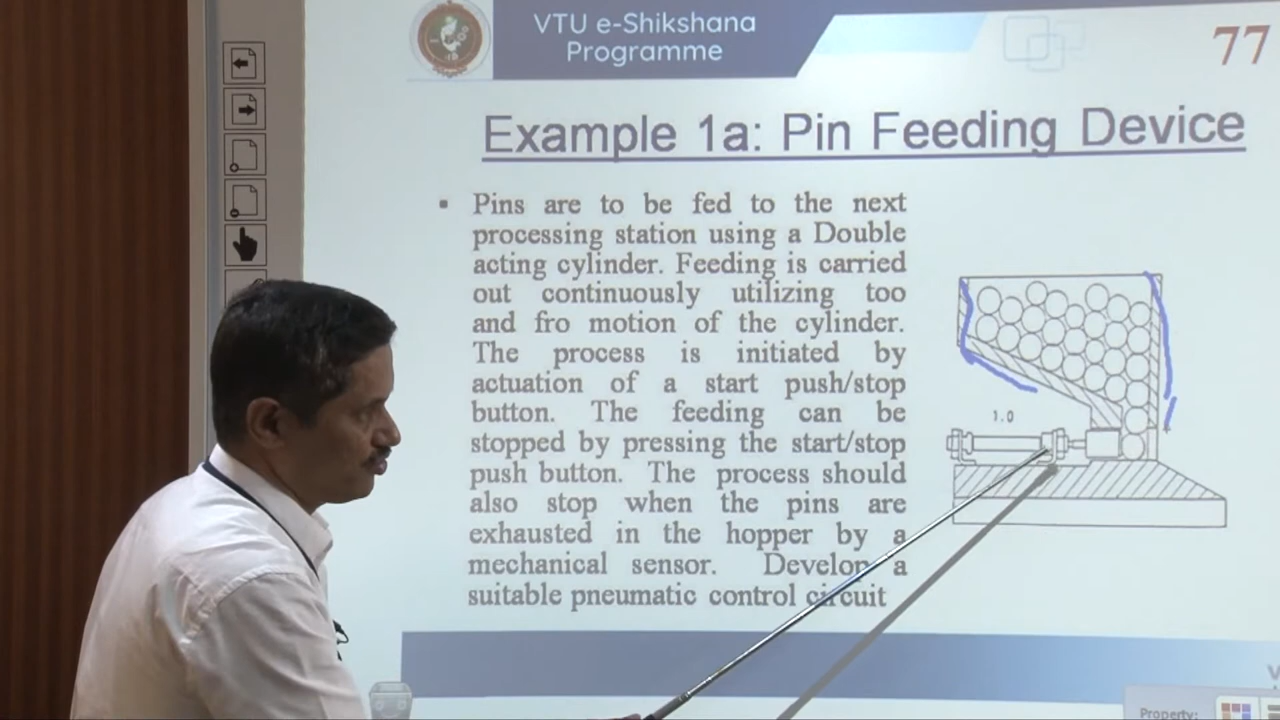 VTU e-Shikshana
Programme
77
Example 1a: Pin Feeding Device
▪ Pins are to be fed to the next
processing station using a Double
acting cylinder. Feeding is carried
out continuously utilizing too
and fro motion of the cylinder.
The process is initiated by
actuation of a start push/stop
button. The feeding can be
stopped by pressing the start/stop
push button. The process should
also stop when the pins are
exhausted in the hopper by a
mechanical sensor. Develop a
suitable pneumatic control circuit
1.0
Property: